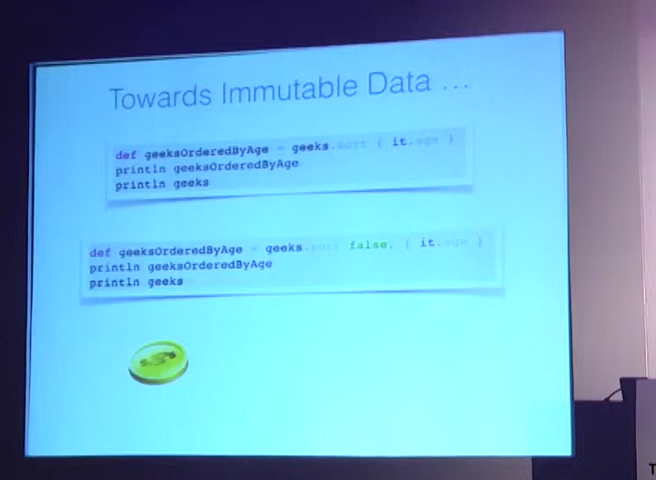 Towards Immutable Data ...
def geeksOrderedByAge = geeks.sort { it.age }
println geeksOrderedByAge
println geeks
def geeksOrderedByAge = geeks.sort false, { it.age }
println geeksOrderedByAge
println geeks
T